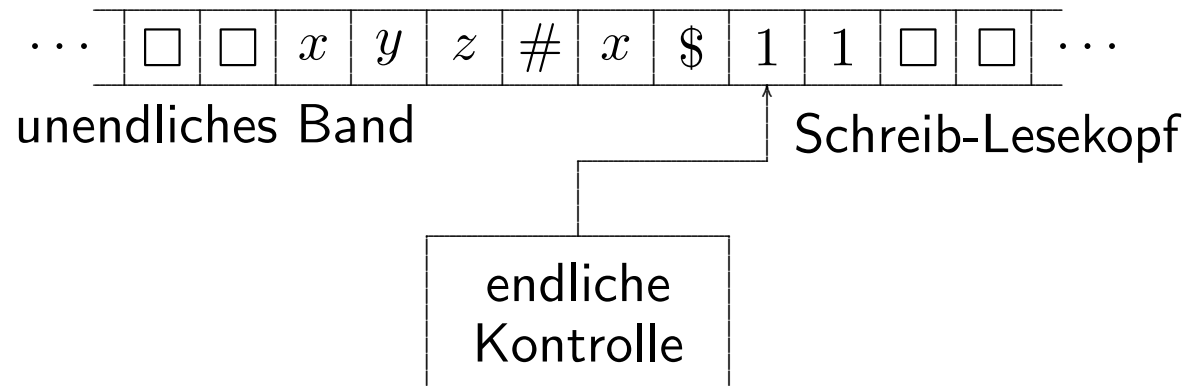 ··· □ □ x y z # x $ 1 1 □ □ ···
unendliches Band
Schreib-Lesekopf
endliche
Kontrolle